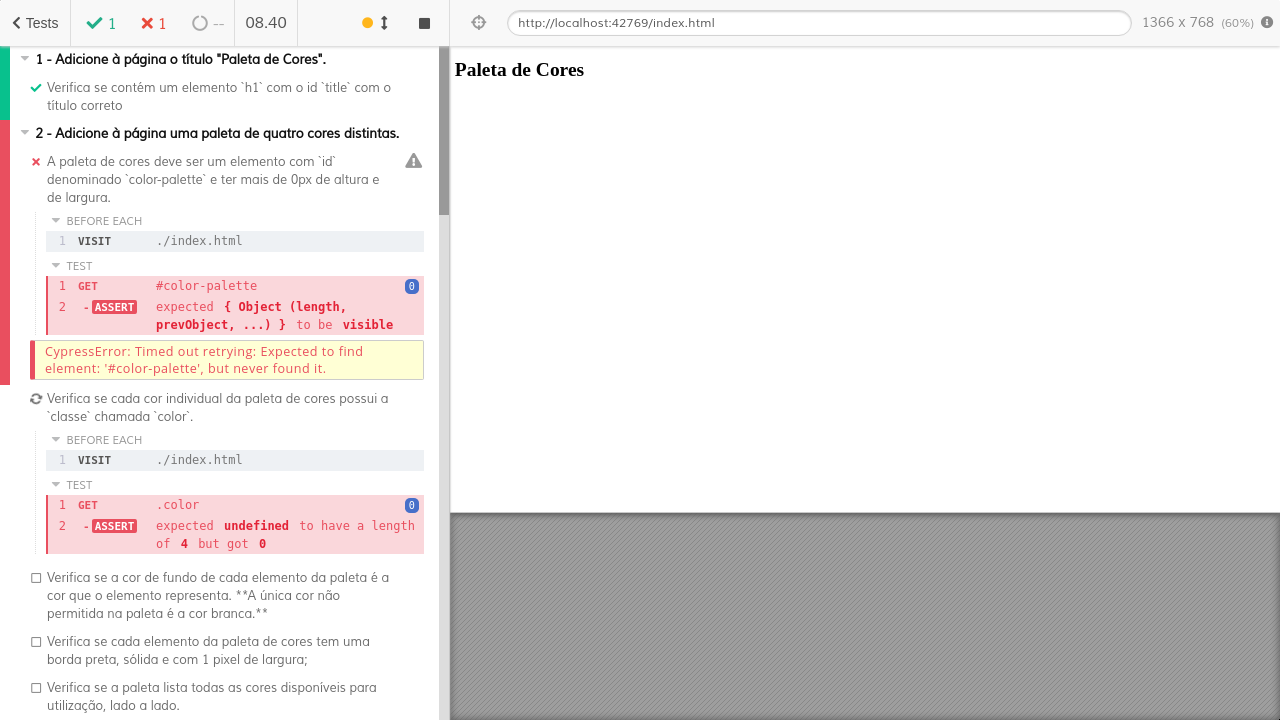 Tests 1 1 -- 08.40
http://localhost:42769/index.html 1366 x 768 (60%)
1 - Adicione à página o título "Paleta de Cores".
Verifica se contém um elemento `h1` com o id `title` com o
título correto
2 - Adicione à página uma paleta de quatro cores distintas.
A paleta de cores deve ser um elemento com `id`
denominado `color-palette` e ter mais de 0px de altura e
de largura.
BEFORE EACH
1 VISIT ./index.html
TEST
1 GET #color-palette 0
2 -ASSERT expected { Object (length,
prevObject, ...) } to be visible
CypressError: Timed out retrying: Expected to find
element: '#color-palette', but never found it.
Verifica se cada cor individual da paleta de cores possui a
`classe` chamada `color`.
BEFORE EACH
1 VISIT ./index.html
TEST
1 GET .color 0
2 -ASSERT expected undefined to have a length
of 4 but got 0
Verifica se a cor de fundo de cada elemento da paleta é a
cor que o elemento representa. **A única cor não
permitida na paleta é a cor branca.**
Verifica se cada elemento da paleta de cores tem uma
borda preta, sólida e com 1 pixel de largura;
Verifica se a paleta lista todas as cores disponíveis para
utilização, lado a lado.
Paleta de Cores